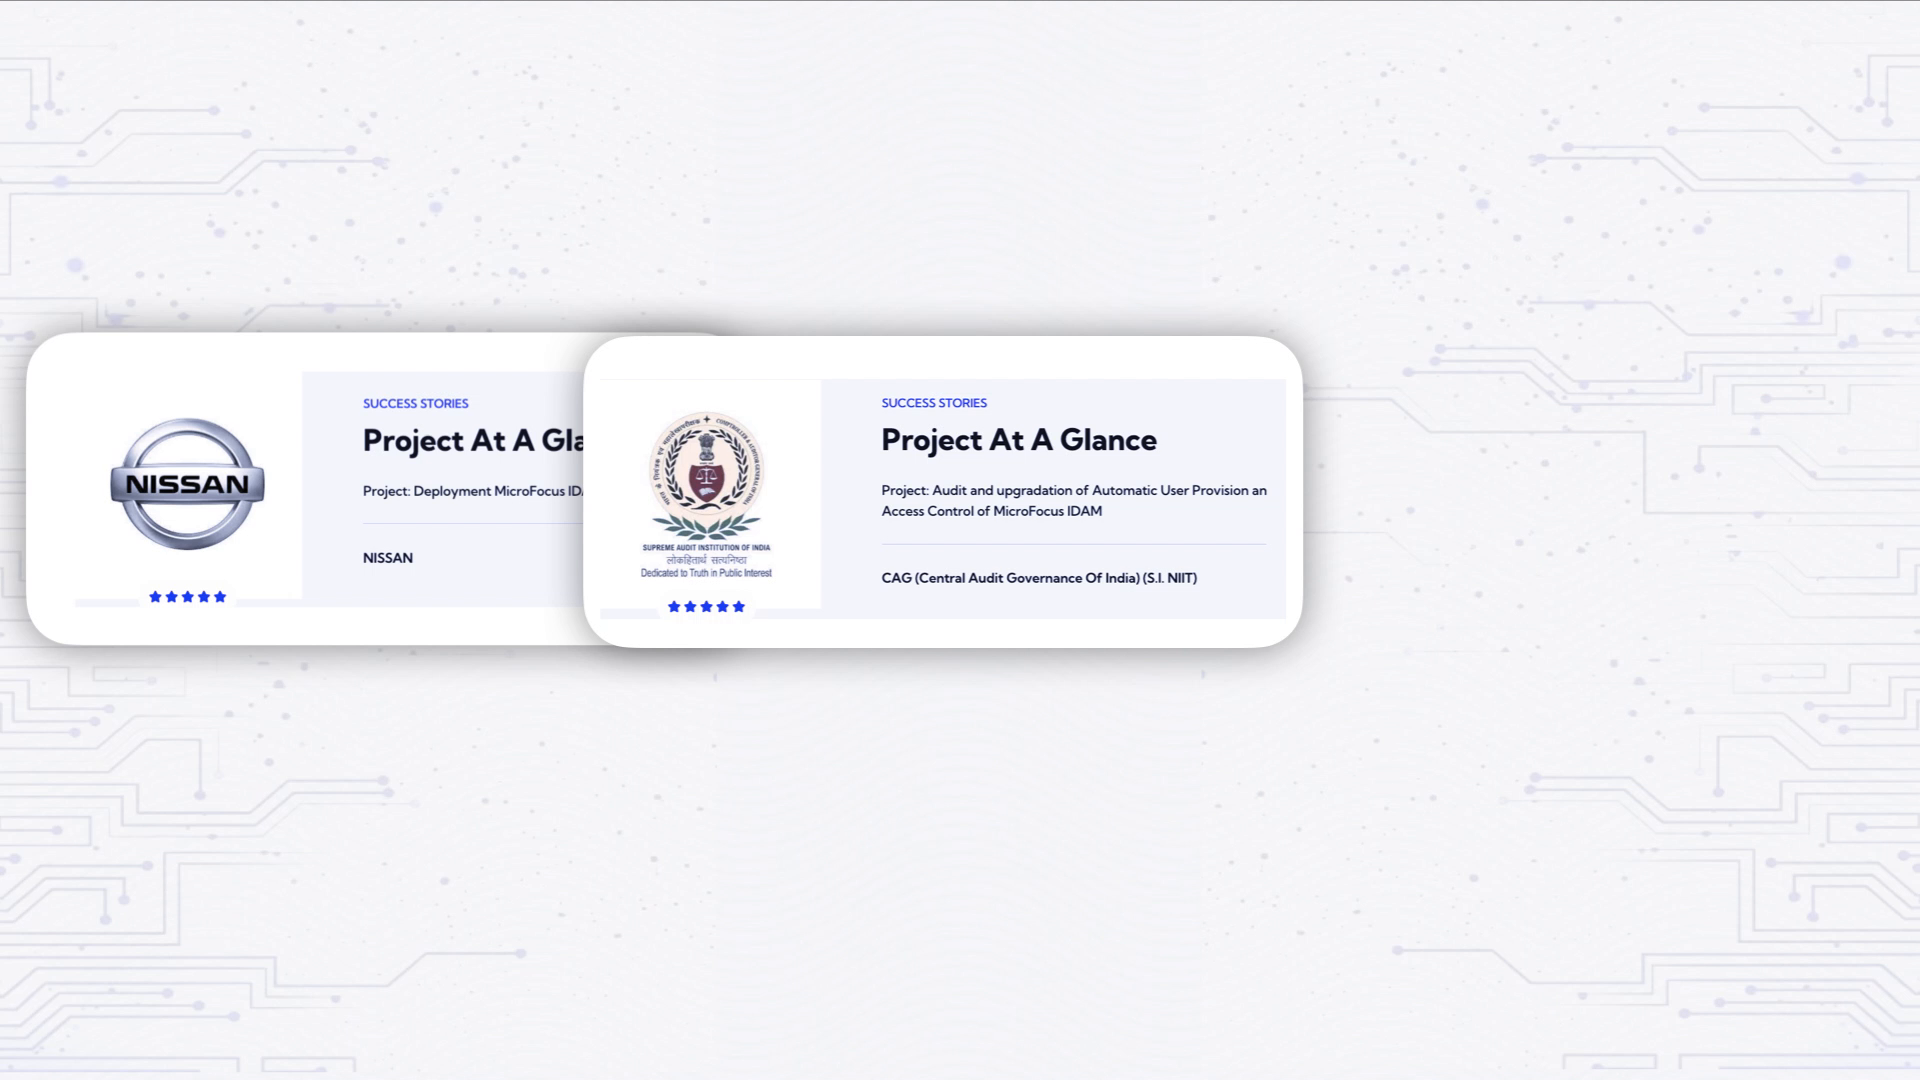 SUCCESS STORIES
Project At A Gla
Project: Deployment MicroFocus IDA
NISSAN
NISSAN
SUCCESS STORIES
Project At A Glance
Project: Audit and upgradation of Automatic User Provision an
Access Control of MicroFocus IDAM
CAG (Central Audit Governance Of India) (S.I. NIIT)
SUPREME AUDIT INSTITUTION OF INDIA
लोकहितार्थ सत्यनिष्ठा
Dedicated to Truth in Public Interest